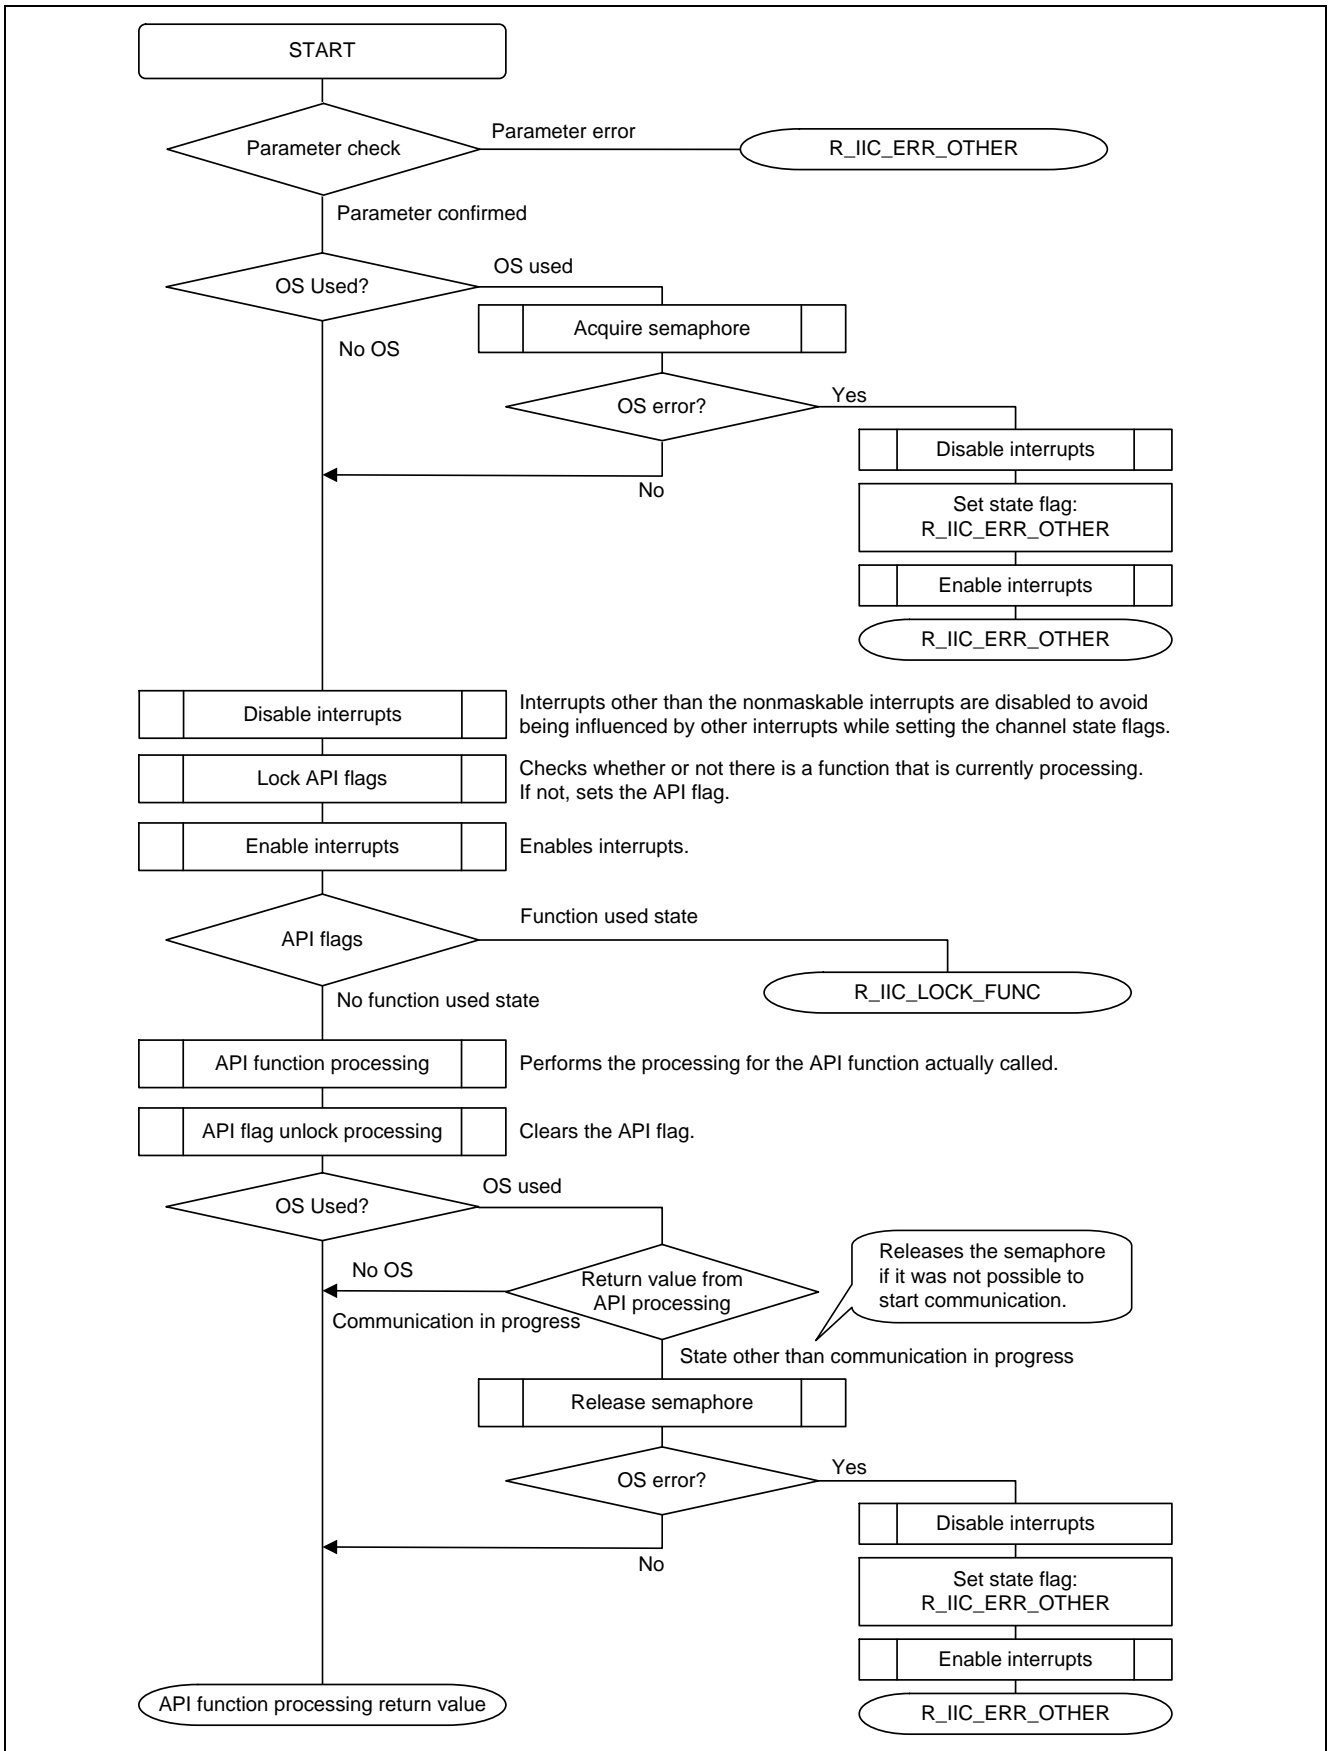 START
Parameter check
Parameter error
R_IIC_ERR_OTHER
Parameter confirmed
OS Used?
OS used
Acquire semaphore
No OS
OS error?
Yes
Disable interrupts
No
Set state flag:
R_IIC_ERR_OTHER
Enable interrupts
R_IIC_ERR_OTHER
Disable interrupts
Interrupts other than the nonmaskable interrupts are disabled to avoid
being influenced by other interrupts while setting the channel state flags.
Lock API flags
Checks whether or not there is a function that is currently processing.
If not, sets the API flag.
Enable interrupts
Enables interrupts.
API flags
Function used state
R_IIC_LOCK_FUNC
No function used state
API function processing
Performs the processing for the API function actually called.
API flag unlock processing
Clears the API flag.
OS Used?
OS used
No OS
Return value from
API processing
Releases the semaphore
if it was not possible to
start communication.
Communication in progress
State other than communication in progress
Release semaphore
OS error?
Yes
Disable interrupts
No
Set state flag:
R_IIC_ERR_OTHER
Enable interrupts
API function processing return value
R_IIC_ERR_OTHER